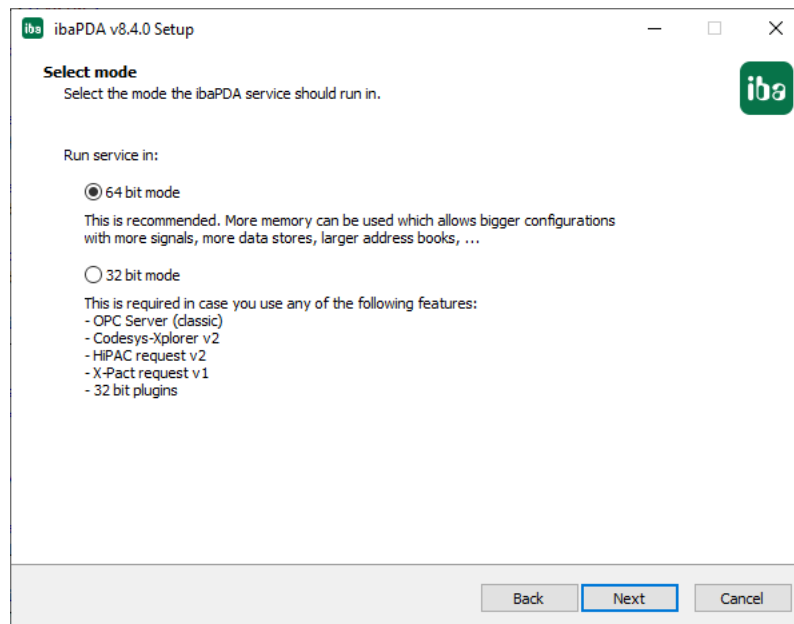 iba ibaPDA v8.4.0 Setup
Select mode
Select the mode the ibaPDA service should run in.
iba
Run service in:
64 bit mode
This is recommended. More memory can be used which allows bigger configurations
with more signals, more data stores, larger address books, ...
32 bit mode
This is required in case you use any of the following features:
- OPC Server (classic)
- Codesys-Xplorer v2
- HiPAC request v2
- X-Pact request v1
- 32 bit plugins
Back Next Cancel